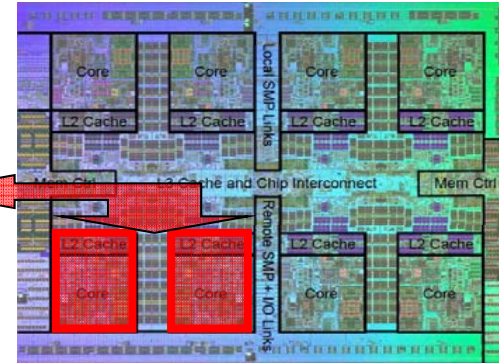 Core
Core
Core
Core
L2 Cache
L2 Cache
L2 Cache
L2 Cache
Local SMP Links
Mem Ctrl
L3 Cache and Chip Interconnect
Mem Ctrl
Remote SMP + I/O Links
L2 Cache
L2 Cache
L2 Cache
L2 Cache
Core
Core
Core
Core